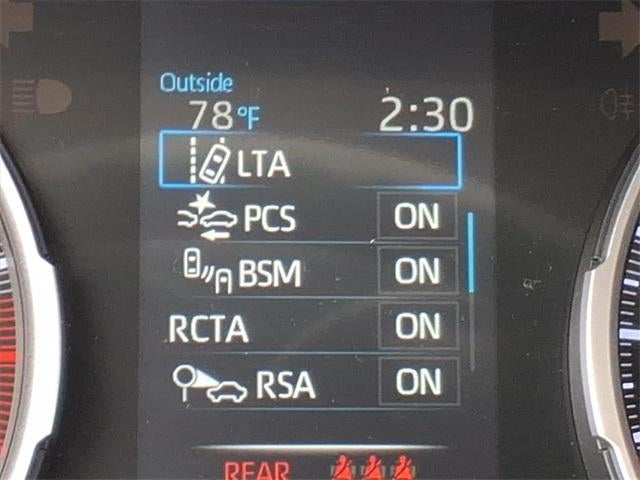 Outside
78°F 2:30
LTA
PCS ON
BSM ON
RCTA ON
RSA ON
REAR